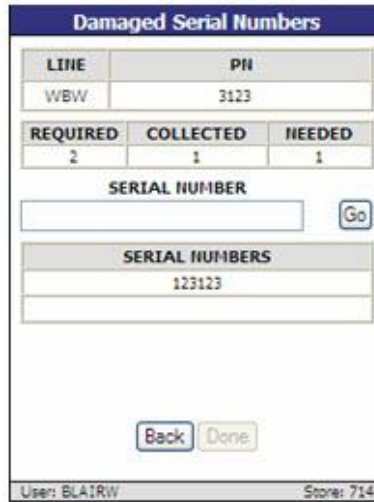 Damaged Serial Numbers
LINE PN
WBW 3123
REQUIRED COLLECTED NEEDED
2 1 1
SERIAL NUMBER
Go
SERIAL NUMBERS
123123
Back Done
User: BLAIRW Store: 714